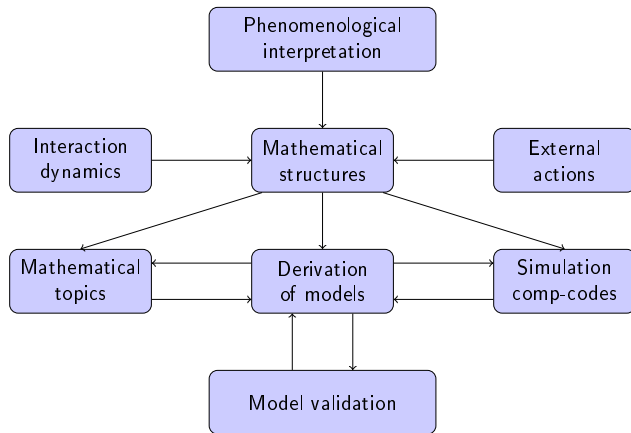 Phenomenological
interpretation
Interaction
dynamics
Mathematical
structures
External
actions
Mathematical
topics
Derivation
of models
Simulation
comp-codes
Model validation